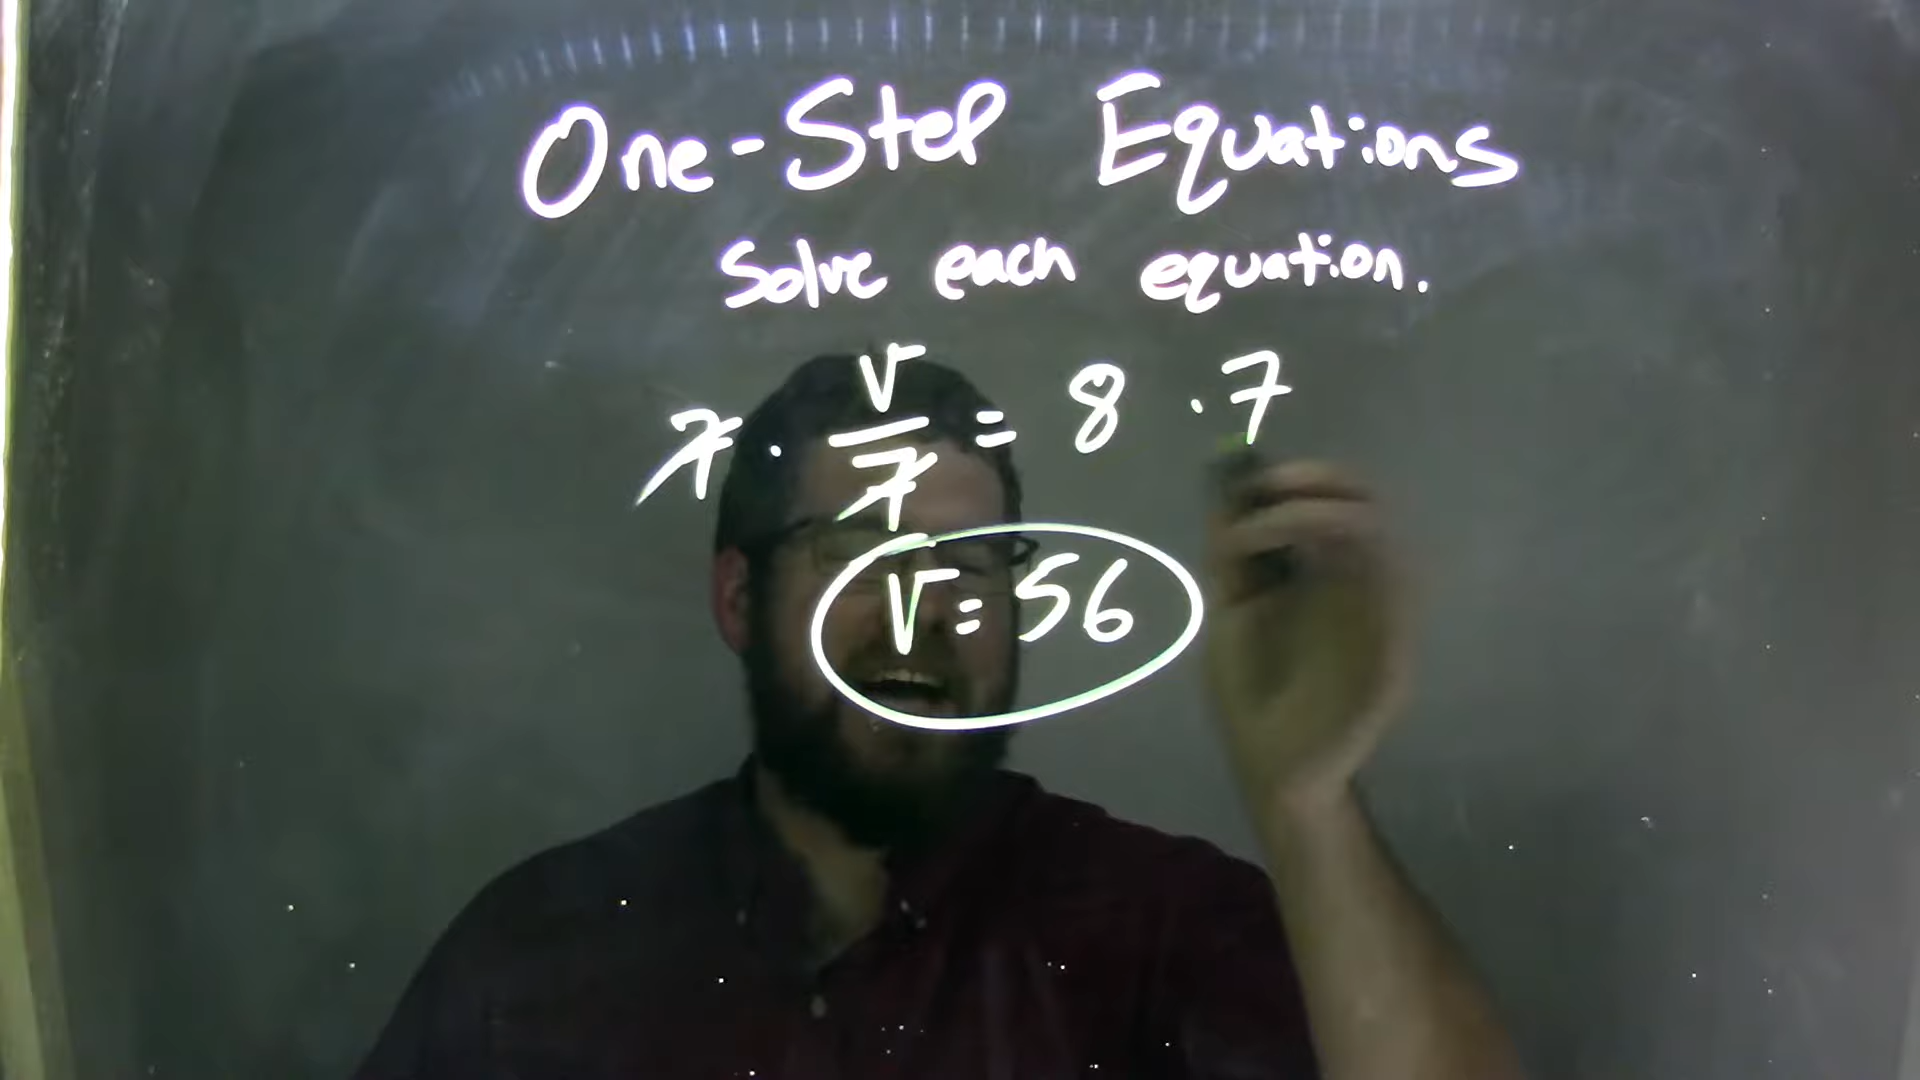 One-Step Equations
Solve each equation.
7 · v/7 = 8 · 7
v = 56